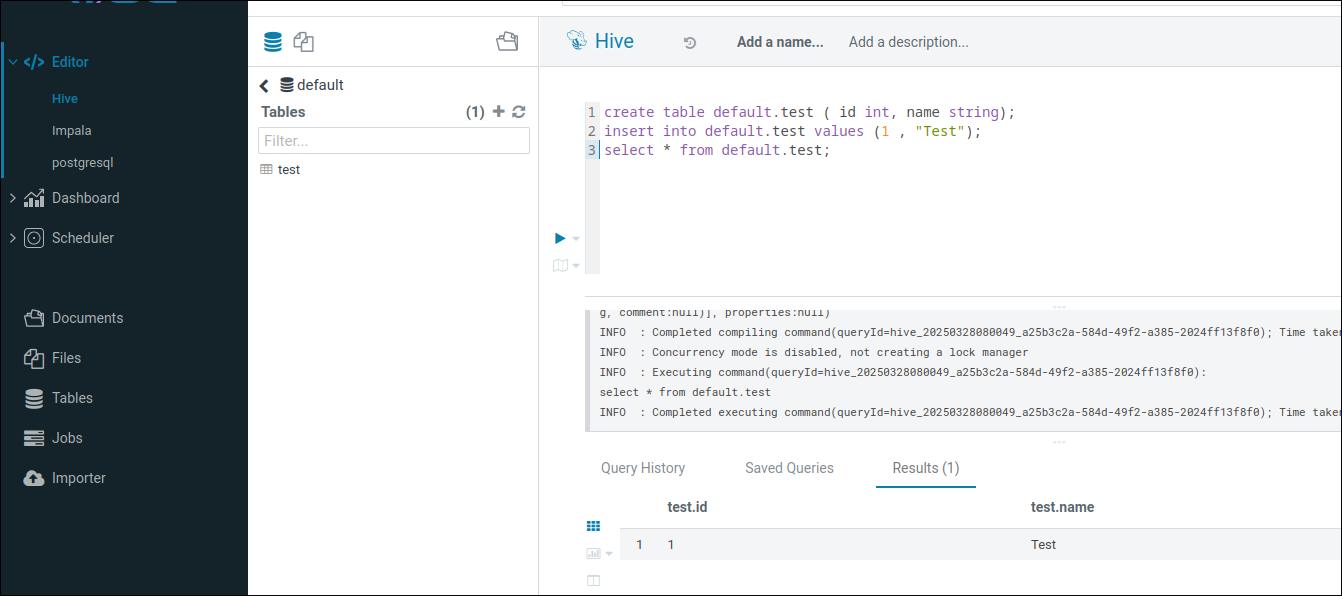 Editor
Hive
Impala
postgresql
Dashboard
Scheduler
Documents
Files
Tables
Jobs
Importer
default
Tables (1)
Filter...
test
Hive Add a name... Add a description...
1 create table default.test ( id int, name string);
2 insert into default.test values (1 , "Test");
3 select * from default.test;
g, comment:null)], properties:null)
INFO : Completed compiling command(queryId=hive_20250328080049_a25b3c2a-584d-49f2-a385-2024ff13f8f0); Time taken
INFO : Concurrency mode is disabled, not creating a lock manager
INFO : Executing command(queryId=hive_20250328080049_a25b3c2a-584d-49f2-a385-2024ff13f8f0):
select * from default.test
INFO : Completed executing command(queryId=hive_20250328080049_a25b3c2a-584d-49f2-a385-2024ff13f8f0); Time taken
Query History Saved Queries Results (1)
test.id test.name
1 1 Test